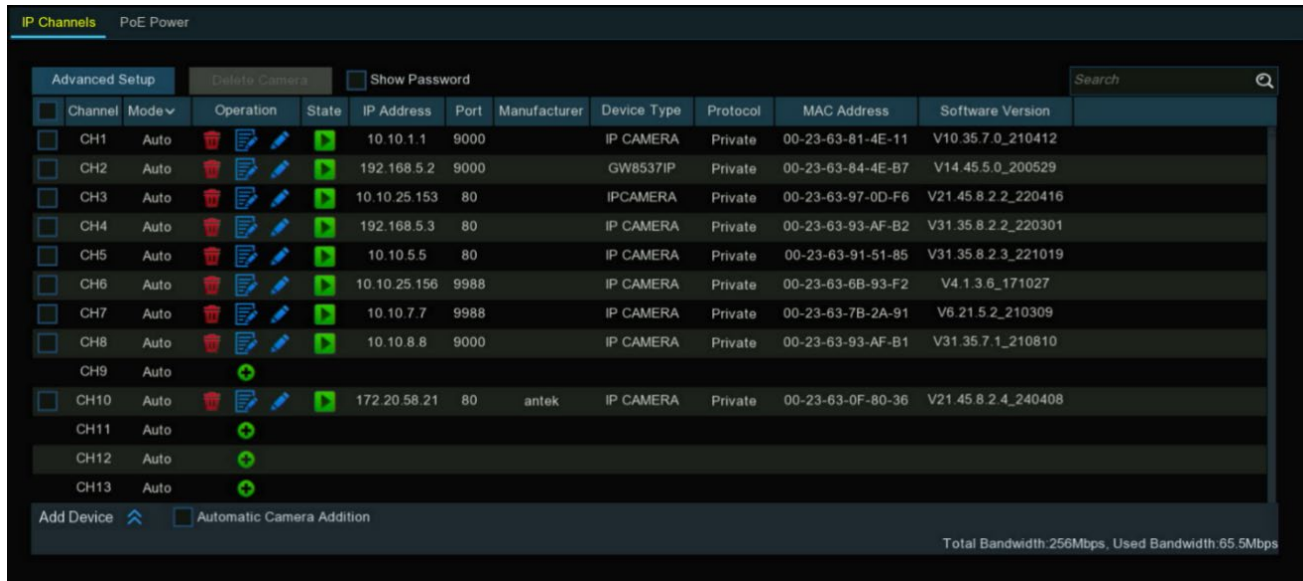 IP Channels PoE Power
Advanced Setup Delete Camera Show Password Search
Channel Mode Operation State IP Address Port Manufacturer Device Type Protocol MAC Address Software Version
CH1 Auto 10.10.1.1 9000 IP CAMERA Private 00-23-63-81-4E-11 V10.35.7.0_210412
CH2 Auto 192.168.5.2 9000 GW8537IP Private 00-23-63-84-4E-B7 V14.45.5.0_200529
CH3 Auto 10.10.25.153 80 IPCAMERA Private 00-23-63-97-0D-F6 V21.45.8.2.2_220416
CH4 Auto 192.168.5.3 80 IP CAMERA Private 00-23-63-93-AF-B2 V31.35.8.2.2_220301
CH5 Auto 10.10.5.5 80 IP CAMERA Private 00-23-63-91-51-85 V31.35.8.2.3_221019
CH6 Auto 10.10.25.156 9988 IP CAMERA Private 00-23-63-6B-93-F2 V4.1.3.6_171027
CH7 Auto 10.10.7.7 9988 IP CAMERA Private 00-23-63-7B-2A-91 V6.21.5.2_210309
CH8 Auto 10.10.8.8 9000 IP CAMERA Private 00-23-63-93-AF-B1 V31.35.7.1_210810
CH9 Auto
CH10 Auto 172.20.58.21 80 antek IP CAMERA Private 00-23-63-0F-80-36 V21.45.8.2.4_240408
CH11 Auto
CH12 Auto
CH13 Auto
Add Device Automatic Camera Addition
Total Bandwidth:256Mbps, Used Bandwidth:65.5Mbps